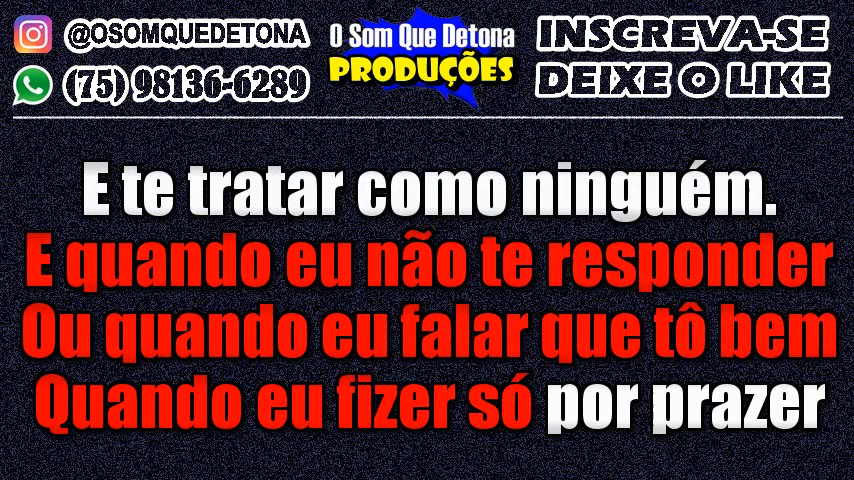 @OSOMQUEDETONA
(75) 98136-6289
O Som Que Detona
PRODUÇÕES
INSCREVA-SE
DEIXE O LIKE
E te tratar como ninguém.
E quando eu não te responder
Ou quando eu falar que tô bem
Quando eu fizer só por prazer